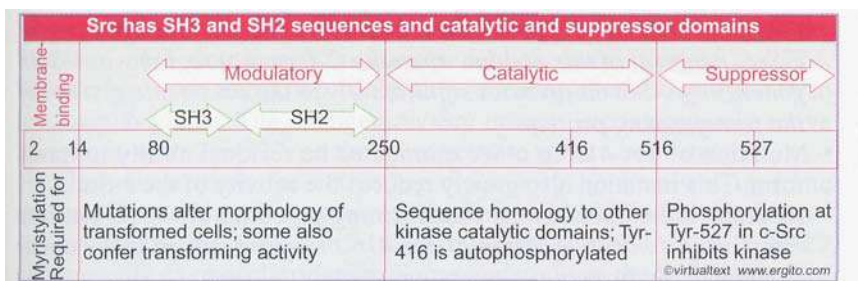 Src has SH3 and SH2 sequences and catalytic and suppressor domains
Membrane-
binding
Modulatory
Catalytic
Suppressor
SH3
SH2
2 14 80 250 416 516 527
Myristylation
Required for
Mutations alter morphology of
transformed cells; some also
confer transforming activity
Sequence homology to other
kinase catalytic domains; Tyr-
416 is autophosphorylated
Phosphorylation at
Tyr-527 in c-Src
inhibits kinase
©virtualtext www.ergito.com